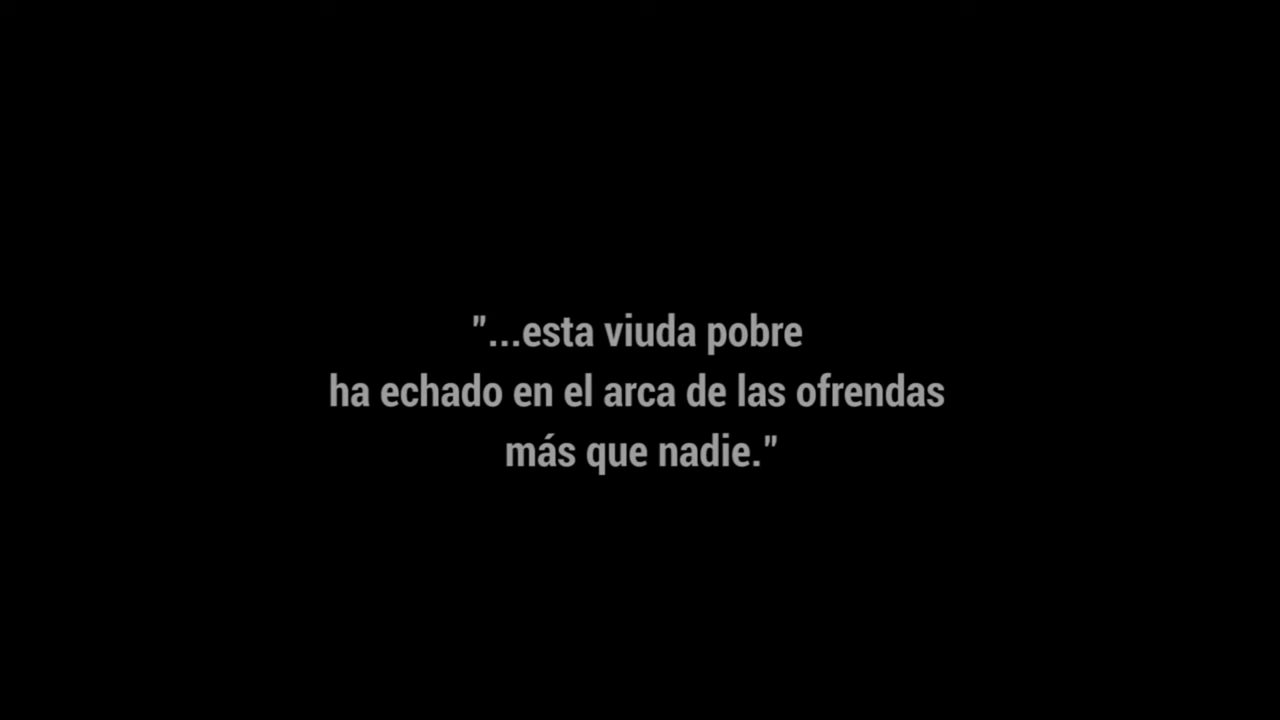 "...esta viuda pobre
ha echado en el arca de las ofrendas
más que nadie."